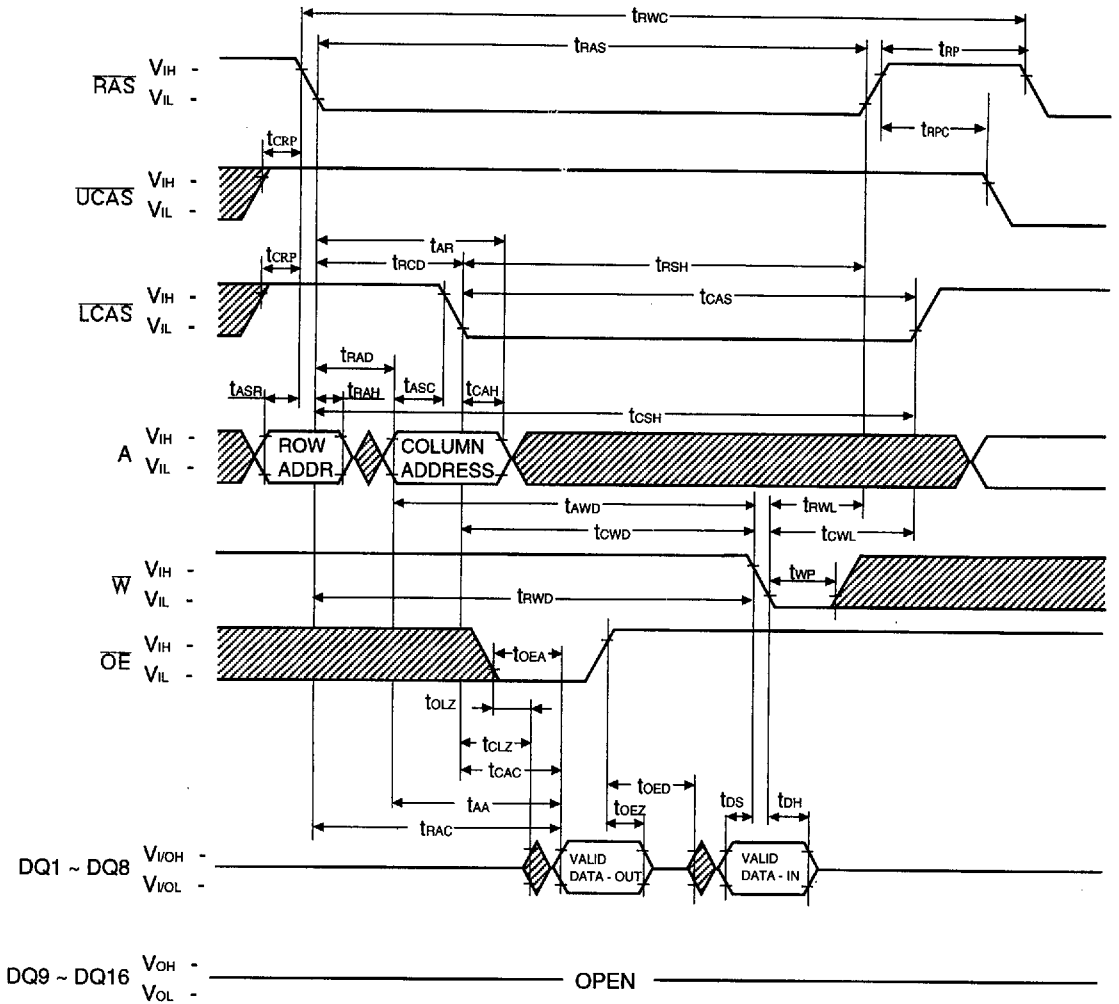 tRWC
tRAS
tRP
RAS
VIH -
VIL -
tCRP
tRPC
UCAS
VIH -
VIL -
tAR
tCRP
tRCD
tRSH
LCAS
VIH -
VIL -
tCAS
tRAD
tASR
tRAH
tASC
tCAH
tCSH
A
VIH -
VIL -
ROW
ADDR
COLUMN
ADDRESS
tAWD
tRWL
tCWD
tCWL
W
VIH -
VIL -
tWP
tRWD
OE
VIH -
VIL -
tOEA
tOLZ
tCLZ
tCAC
tOED
tAA
tOEZ
tDS
tDH
tRAC
DQ1 ~ DQ8
VI/OH -
VI/OL -
VALID
DATA - OUT
VALID
DATA - IN
DQ9 ~ DQ16
VOH -
VOL -
OPEN